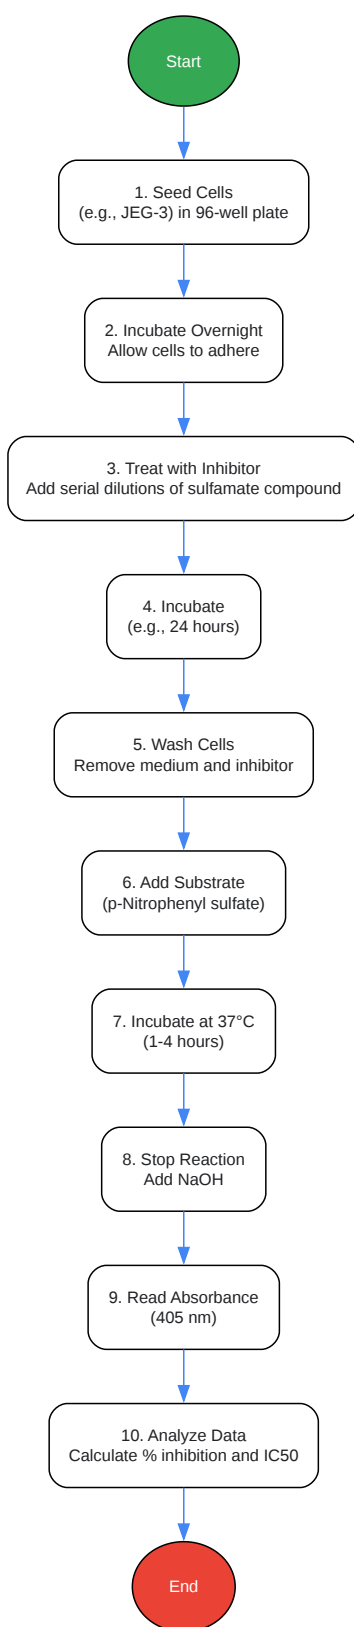 Start
1. Seed Cells
(e.g., JEG-3) in 96-well plate
2. Incubate Overnight
Allow cells to adhere
3. Treat with Inhibitor
Add serial dilutions of sulfamate compound
4. Incubate
(e.g., 24 hours)
5. Wash Cells
Remove medium and inhibitor
6. Add Substrate
(p-Nitrophenyl sulfate)
7. Incubate at 37°C
(1-4 hours)
8. Stop Reaction
Add NaOH
9. Read Absorbance
(405 nm)
10. Analyze Data
Calculate % inhibition and IC50
End